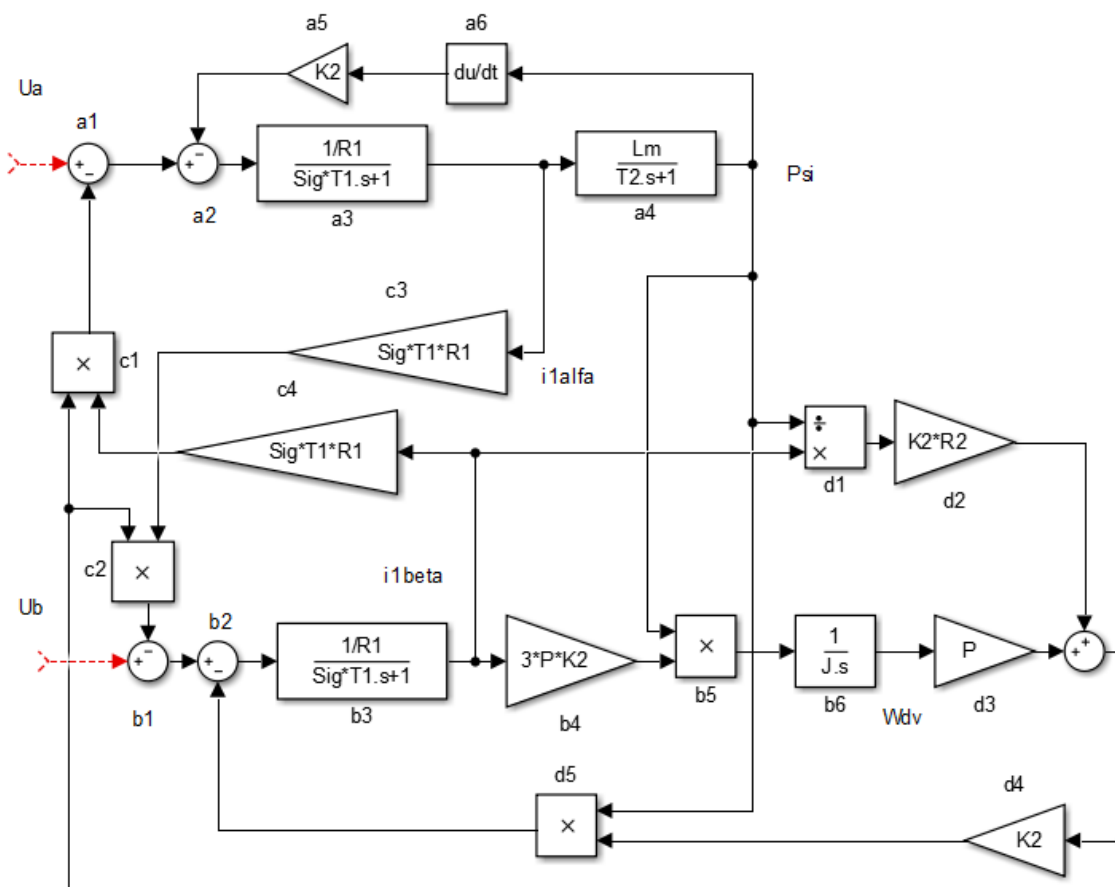 a5
a6
K2
du/dt
Ua
a1
+
−
+
−
1/R1
Sig*T1.s+1
Lm
T2.s+1
Psi
a2
a3
a4
c3
Sig*T1*R1
×
c1
i1alfa
c4
Sig*T1*R1
÷
×
K2*R2
d1
d2
c2
×
i1beta
Ub
b2
−
+
−
1/R1
Sig*T1.s+1
3*P*K2
×
1
J.s
P
+
+
b1
b3
b4
b5
b6
Wdv
d3
d5
d4
×
K2